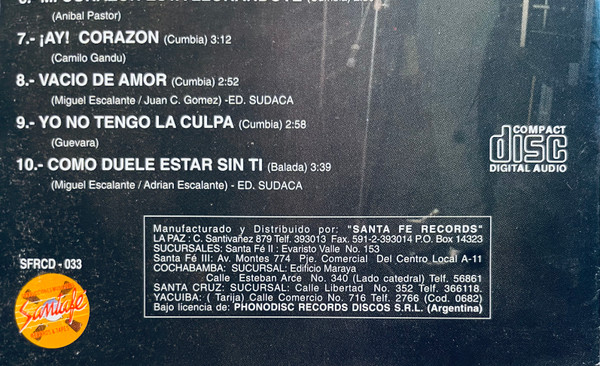 7.- ¡AY! CORAZON (Cumbia) 3:12
(Camilo Gandu)
8.- VACIO DE AMOR (Cumbia) 2:52
(Miguel Escalante / Juan C. Gomez) -ED. SUDACA
9.- YO NO TENGO LA CULPA (Cumbia) 2:58
(Guevara)
10.- COMO DUELE ESTAR SIN TI (Balada) 3:39
(Miguel Escalante / Adrian Escalante) - ED. SUDACA
(Anibal Pastor)
COMPACT
disc
DIGITAL AUDIO
Manufacturado y Distribuido por: "SANTA FE RECORDS"
LA PAZ : C. Santivañez 879 Telf. 393013 Fax. 591-2-393014 P.O. Box 14323
SUCURSALES: Santa Fé II : Evaristo Valle No. 153
Santa Fé III: Av. Montes 774 Pje. Comercial Del Centro Local A-11
COCHABAMBA: SUCURSAL: Edificio Maraya
Calle Esteban Arce No. 340 (Lado catedral) Telf. 56861
SANTA CRUZ: SUCURSAL: Calle Libertad No. 352 Telf. 366118.
YACUIBA: ( Tarija) Calle Comercio No. 716 Telf. 2766 (Cod. 0682)
Bajo licencia de: PHONODISC RECORDS DISCOS S.R.L. (Argentina)
SFRCD - 033
Santafé